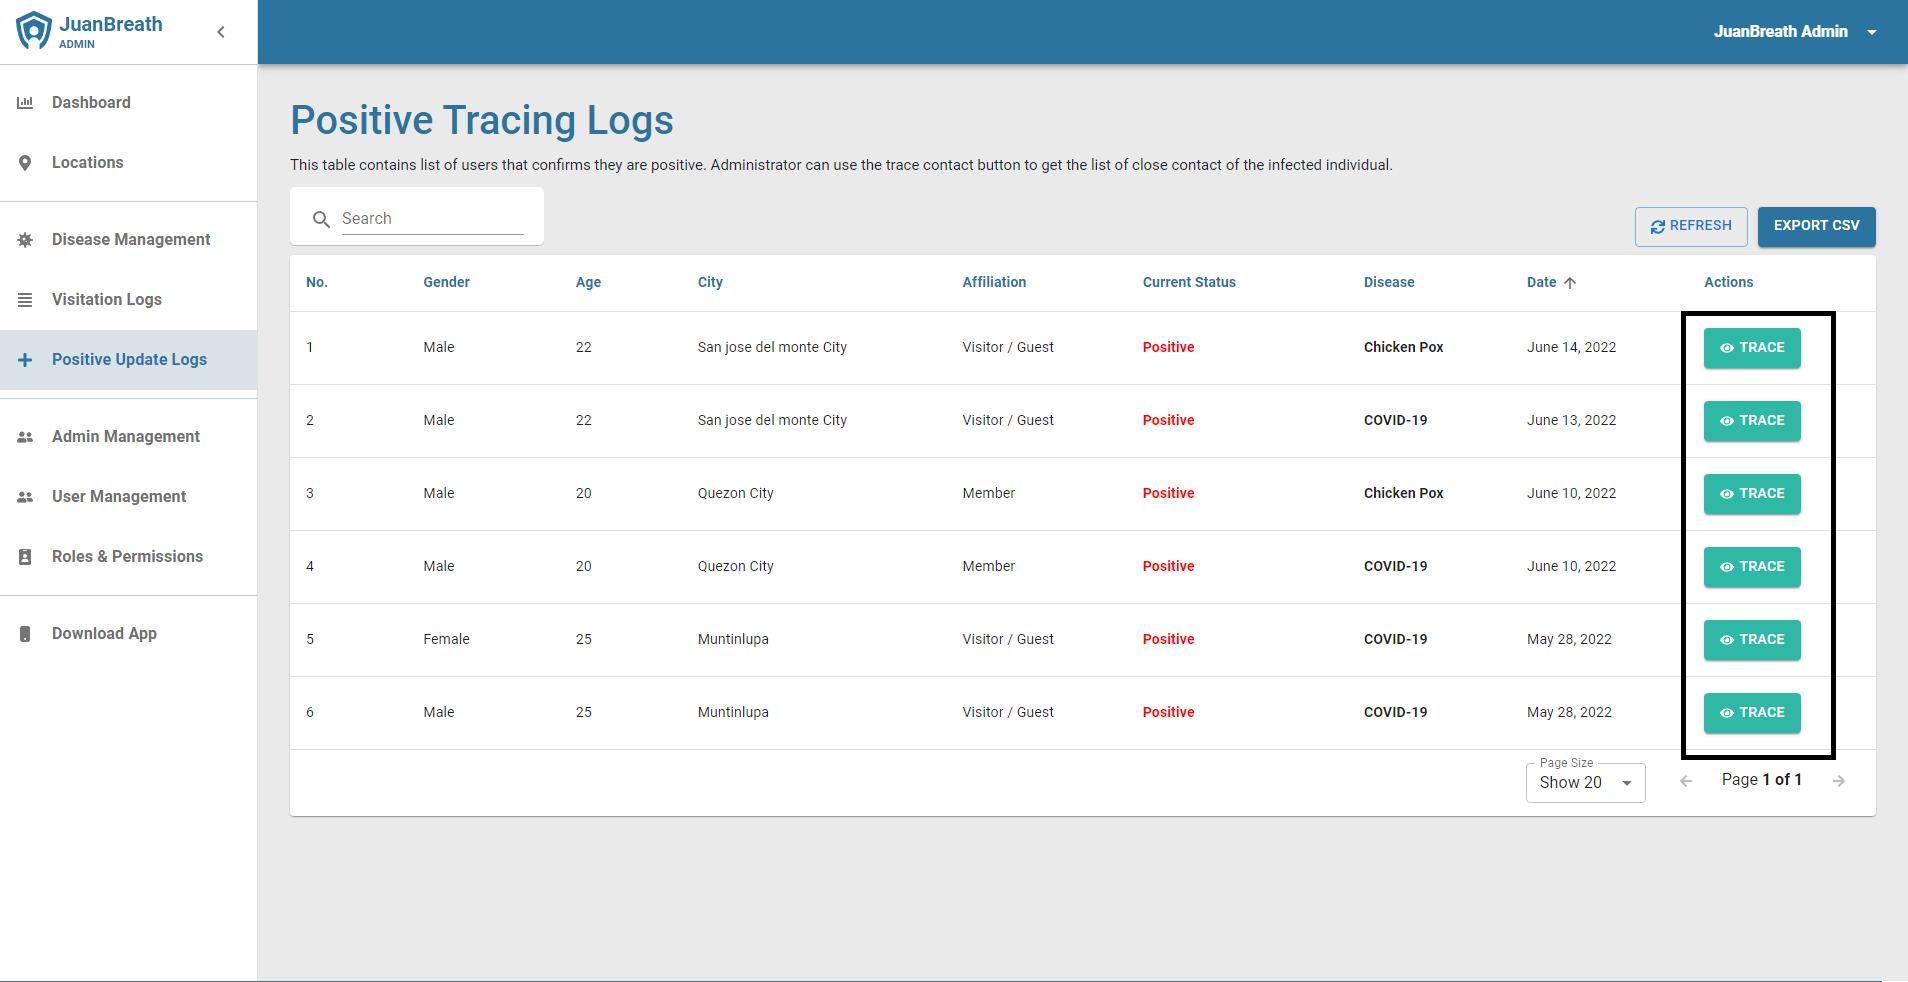 JuanBreath
ADMIN
JuanBreath Admin
Dashboard
Locations
Disease Management
Visitation Logs
Positive Update Logs
Admin Management
User Management
Roles & Permissions
Download App
Positive Tracing Logs
This table contains list of users that confirms they are positive. Administrator can use the trace contact button to get the list of close contact of the infected individual.
Search
REFRESH EXPORT CSV
No. Gender Age City Affiliation Current Status Disease Date Actions
1 Male 22 San jose del monte City Visitor / Guest Positive Chicken Pox June 14, 2022 TRACE
2 Male 22 San jose del monte City Visitor / Guest Positive COVID-19 June 13, 2022 TRACE
3 Male 20 Quezon City Member Positive Chicken Pox June 10, 2022 TRACE
4 Male 20 Quezon City Member Positive COVID-19 June 10, 2022 TRACE
5 Female 25 Muntinlupa Visitor / Guest Positive COVID-19 May 28, 2022 TRACE
6 Male 25 Muntinlupa Visitor / Guest Positive COVID-19 May 28, 2022 TRACE
Page Size
Show 20 Page 1 of 1